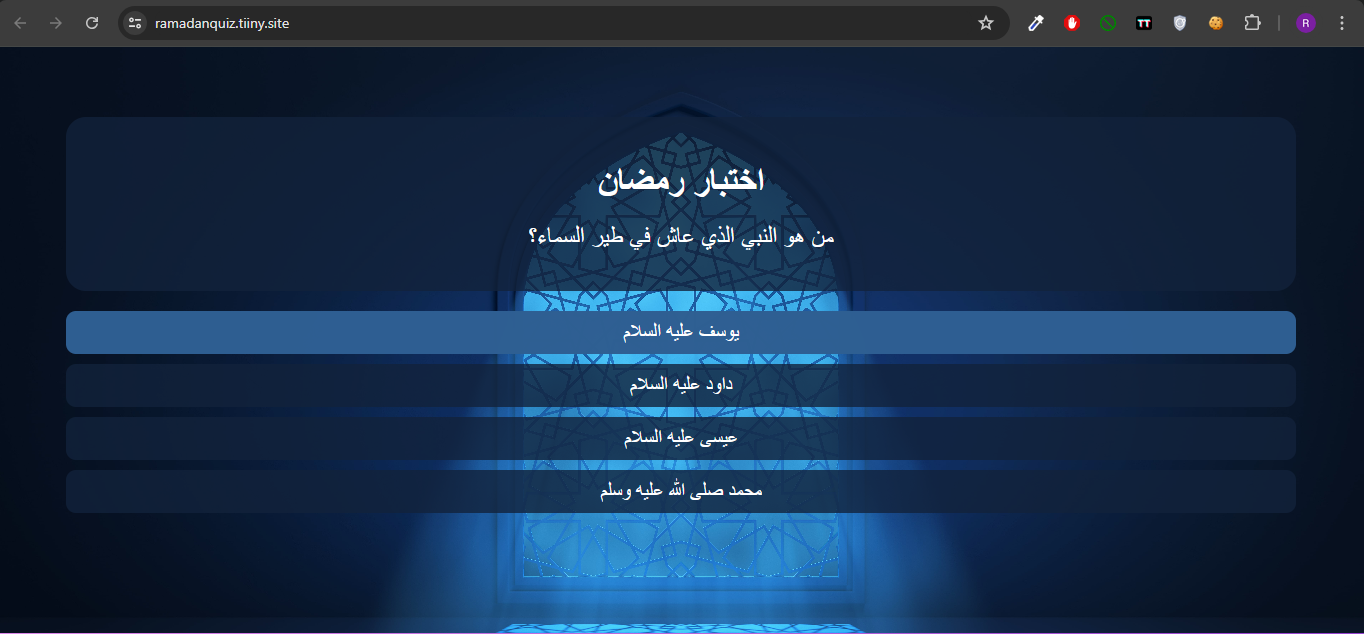 ramadanquiz.tiiny.site
TT
R
اختبار رمضان
من هو النبي الذي عاش في طير السماء؟
يوسف عليه السلام
داود عليه السلام
عيسى عليه السلام
محمد صلى الله عليه وسلم